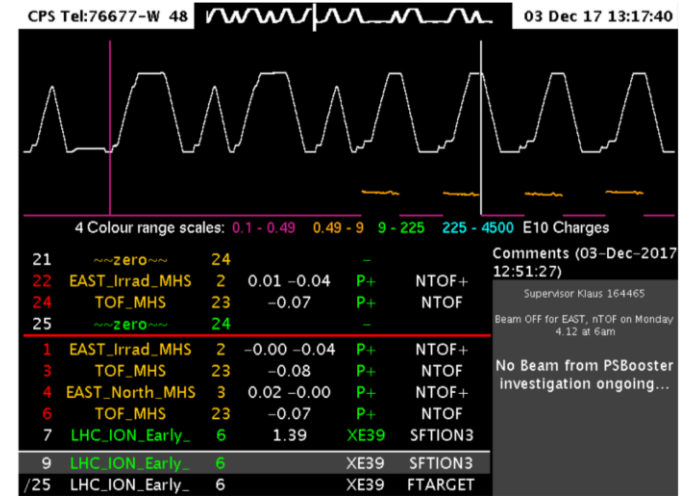 CPS Tel:76677-W 48 03 Dec 17 13:17:40
4 Colour range scales: 0.1 - 0.49 0.49 - 9 9 - 225 225 - 4500 E10 Charges
21 ~~zero~~ 24 -
22 EAST_Irrad_MHS 2 0.01 -0.04 P+ NTOF+
24 TOF_MHS 23 -0.07 P+ NTOF
25 ~~zero~~ 24 -
1 EAST_Irrad_MHS 2 -0.00 -0.04 P+ NTOF+
3 TOF_MHS 23 -0.08 P+ NTOF
4 EAST_North_MHS 3 0.02 -0.00 P+ NTOF+
6 TOF_MHS 23 -0.07 P+ NTOF
7 LHC_ION_Early_ 6 1.39 XE39 SFTION3
9 LHC_ION_Early_ 6 XE39 SFTION3
/25 LHC_ION_Early_ 6 XE39 FTARGET
Comments (03-Dec-2017
12:51:27)
Supervisor Klaus 164465
Beam OFF for EAST, nTOF on Monday
4.12 at 6am
No Beam from PSBooster
investigation ongoing...